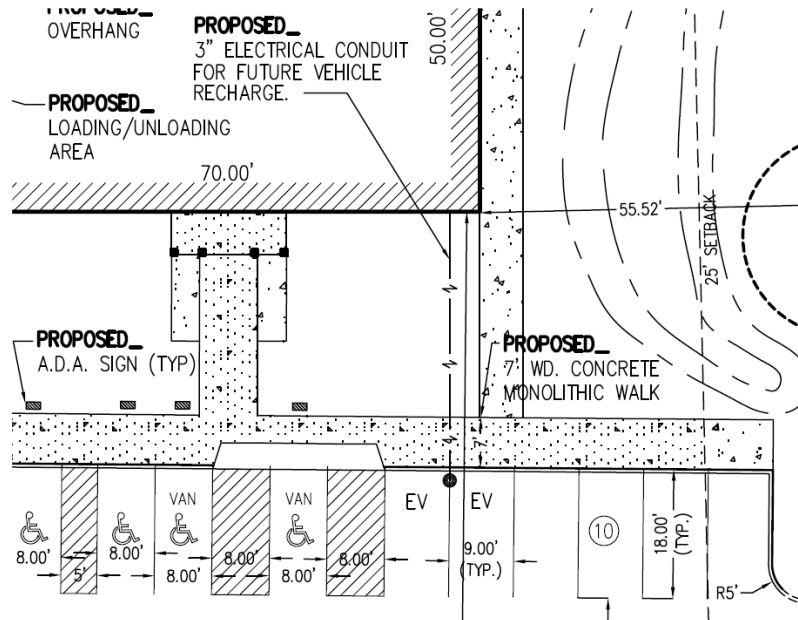 PROPOSED_
OVERHANG
PROPOSED_
3" ELECTRICAL CONDUIT
FOR FUTURE VEHICLE
RECHARGE.
50.00'
PROPOSED_
LOADING/UNLOADING
AREA
70.00'
55.52'
25' SETBACK
PROPOSED_
A.D.A. SIGN (TYP)
PROPOSED_
7' WD. CONCRETE
MONOLITHIC WALK
7'
VAN
VAN
EV
EV
10
18.00'
(TYP.)
8.00'
8.00'
8.00'
8.00'
9.00'
(TYP.)
5'
8.00'
8.00'
R5'